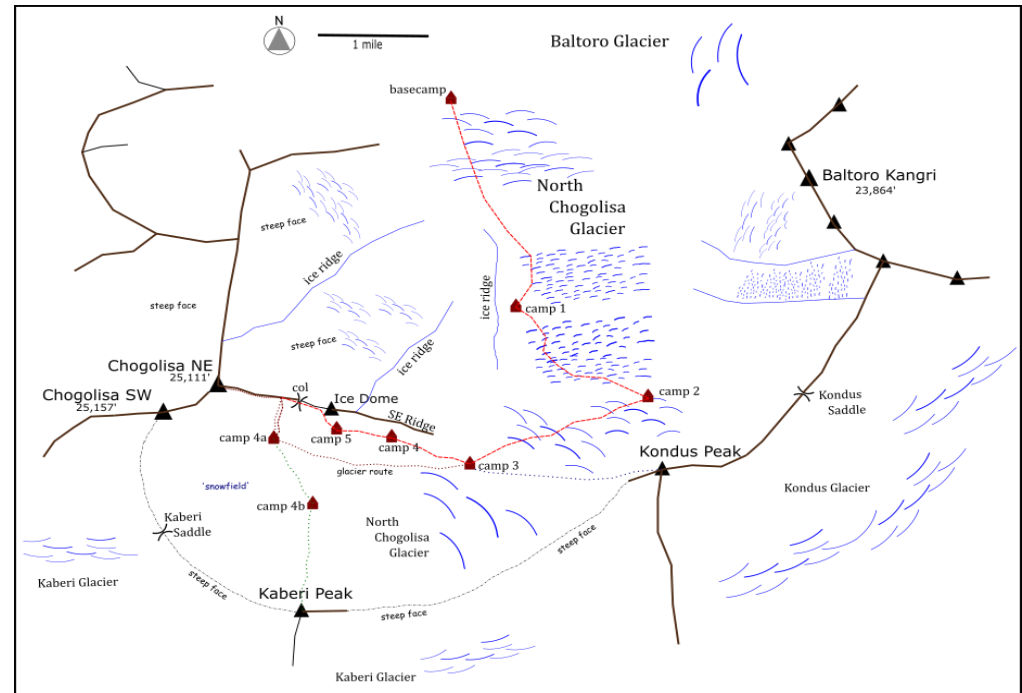 N
1 mile
Baltoro Glacier
basecamp
North
Chogolisa
Glacier
Baltoro Kangri
23,864'
steep face
ice ridge
steep face
ice ridge
camp 1
steep face
ice ridge
Chogolisa NE
25,111'
Chogolisa SW
25,157'
col
Ice Dome
SE Ridge
camp 2
Kondus
Saddle
camp 4a
camp 5
camp 4
camp 3
glacier route
Kondus Peak
'snowfield'
camp 4b
Kondus Glacier
Kaberi
Saddle
North
Chogolisa
Glacier
steep face
Kaberi Glacier
steep face
Kaberi Peak
steep face
Kaberi Glacier